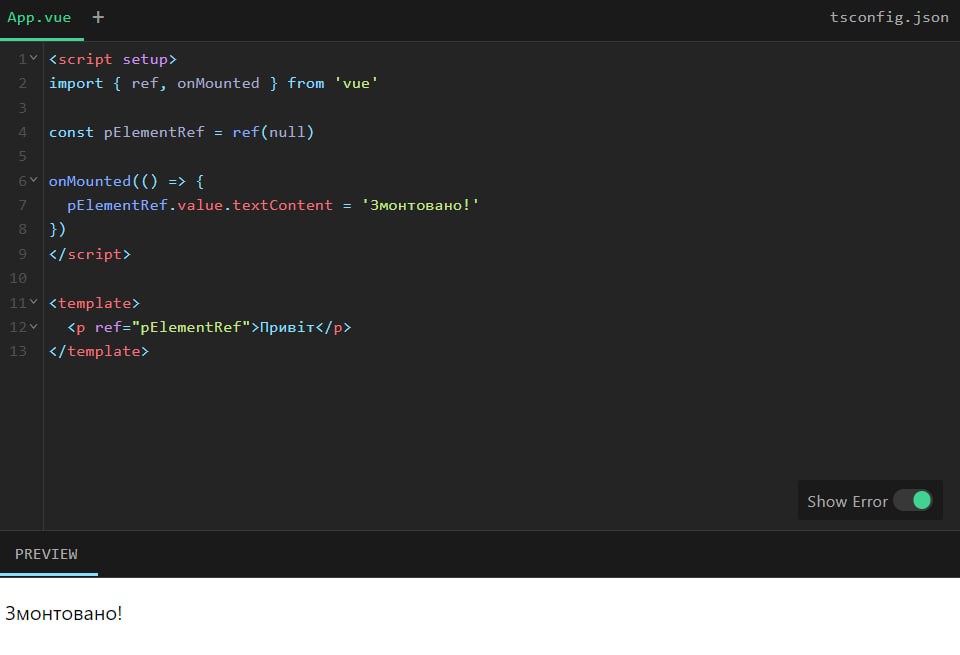 App.vue + tsconfig.json
1 <script setup>
2 import { ref, onMounted } from 'vue'
3
4 const pElementRef = ref(null)
5
6 onMounted(() => {
7   pElementRef.value.textContent = 'Змонтовано!'
8 })
9 </script>
10
11 <template>
12   <p ref="pElementRef">Привіт</p>
13 </template>
Show Error
PREVIEW
Змонтовано!